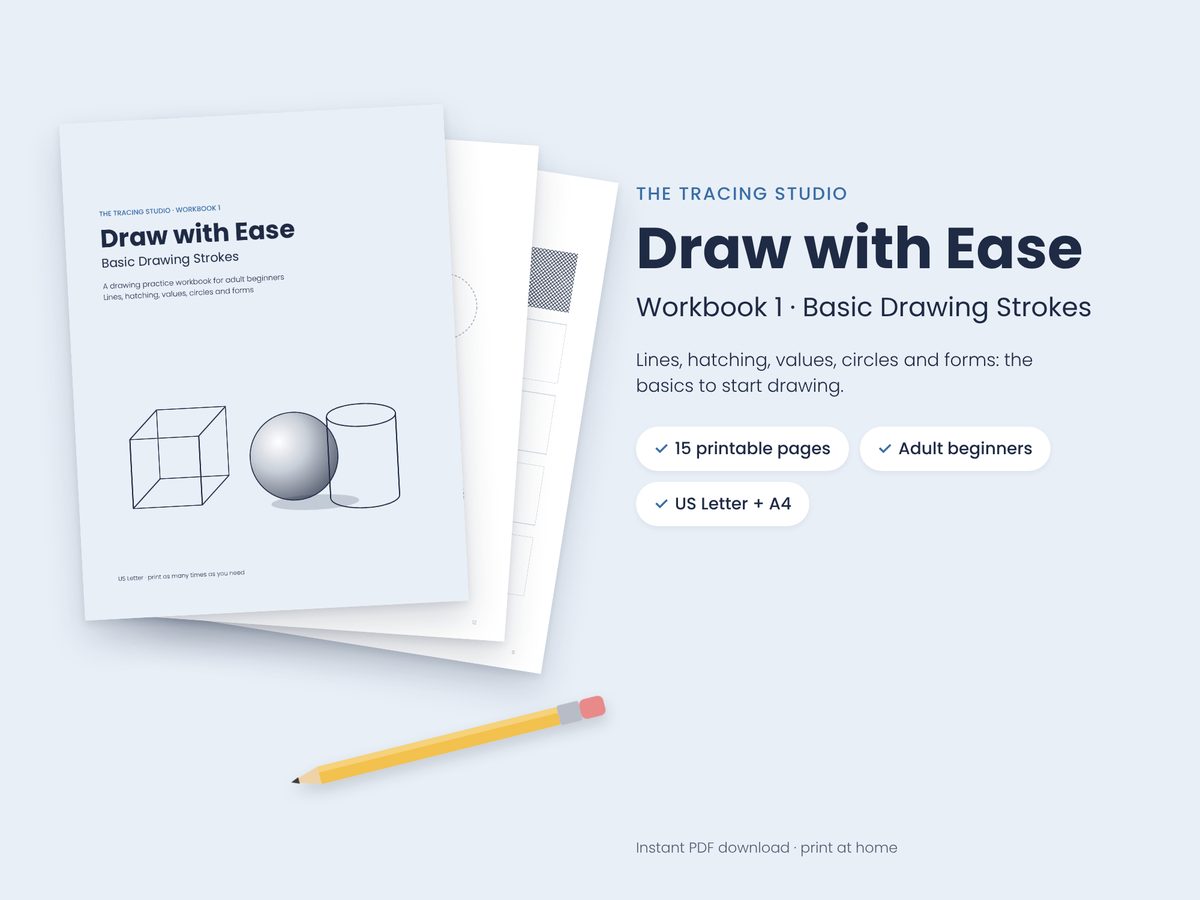 THE TRACING STUDIO · WORKBOOK 1
Draw with Ease
Basic Drawing Strokes
A drawing practice workbook for adult beginners
Lines, hatching, values, circles and forms
US Letter · print as many times as you need
THE TRACING STUDIO
Draw with Ease
Workbook 1 · Basic Drawing Strokes
Lines, hatching, values, circles and forms: the
basics to start drawing.
15 printable pages
Adult beginners
US Letter + A4
Instant PDF download · print at home